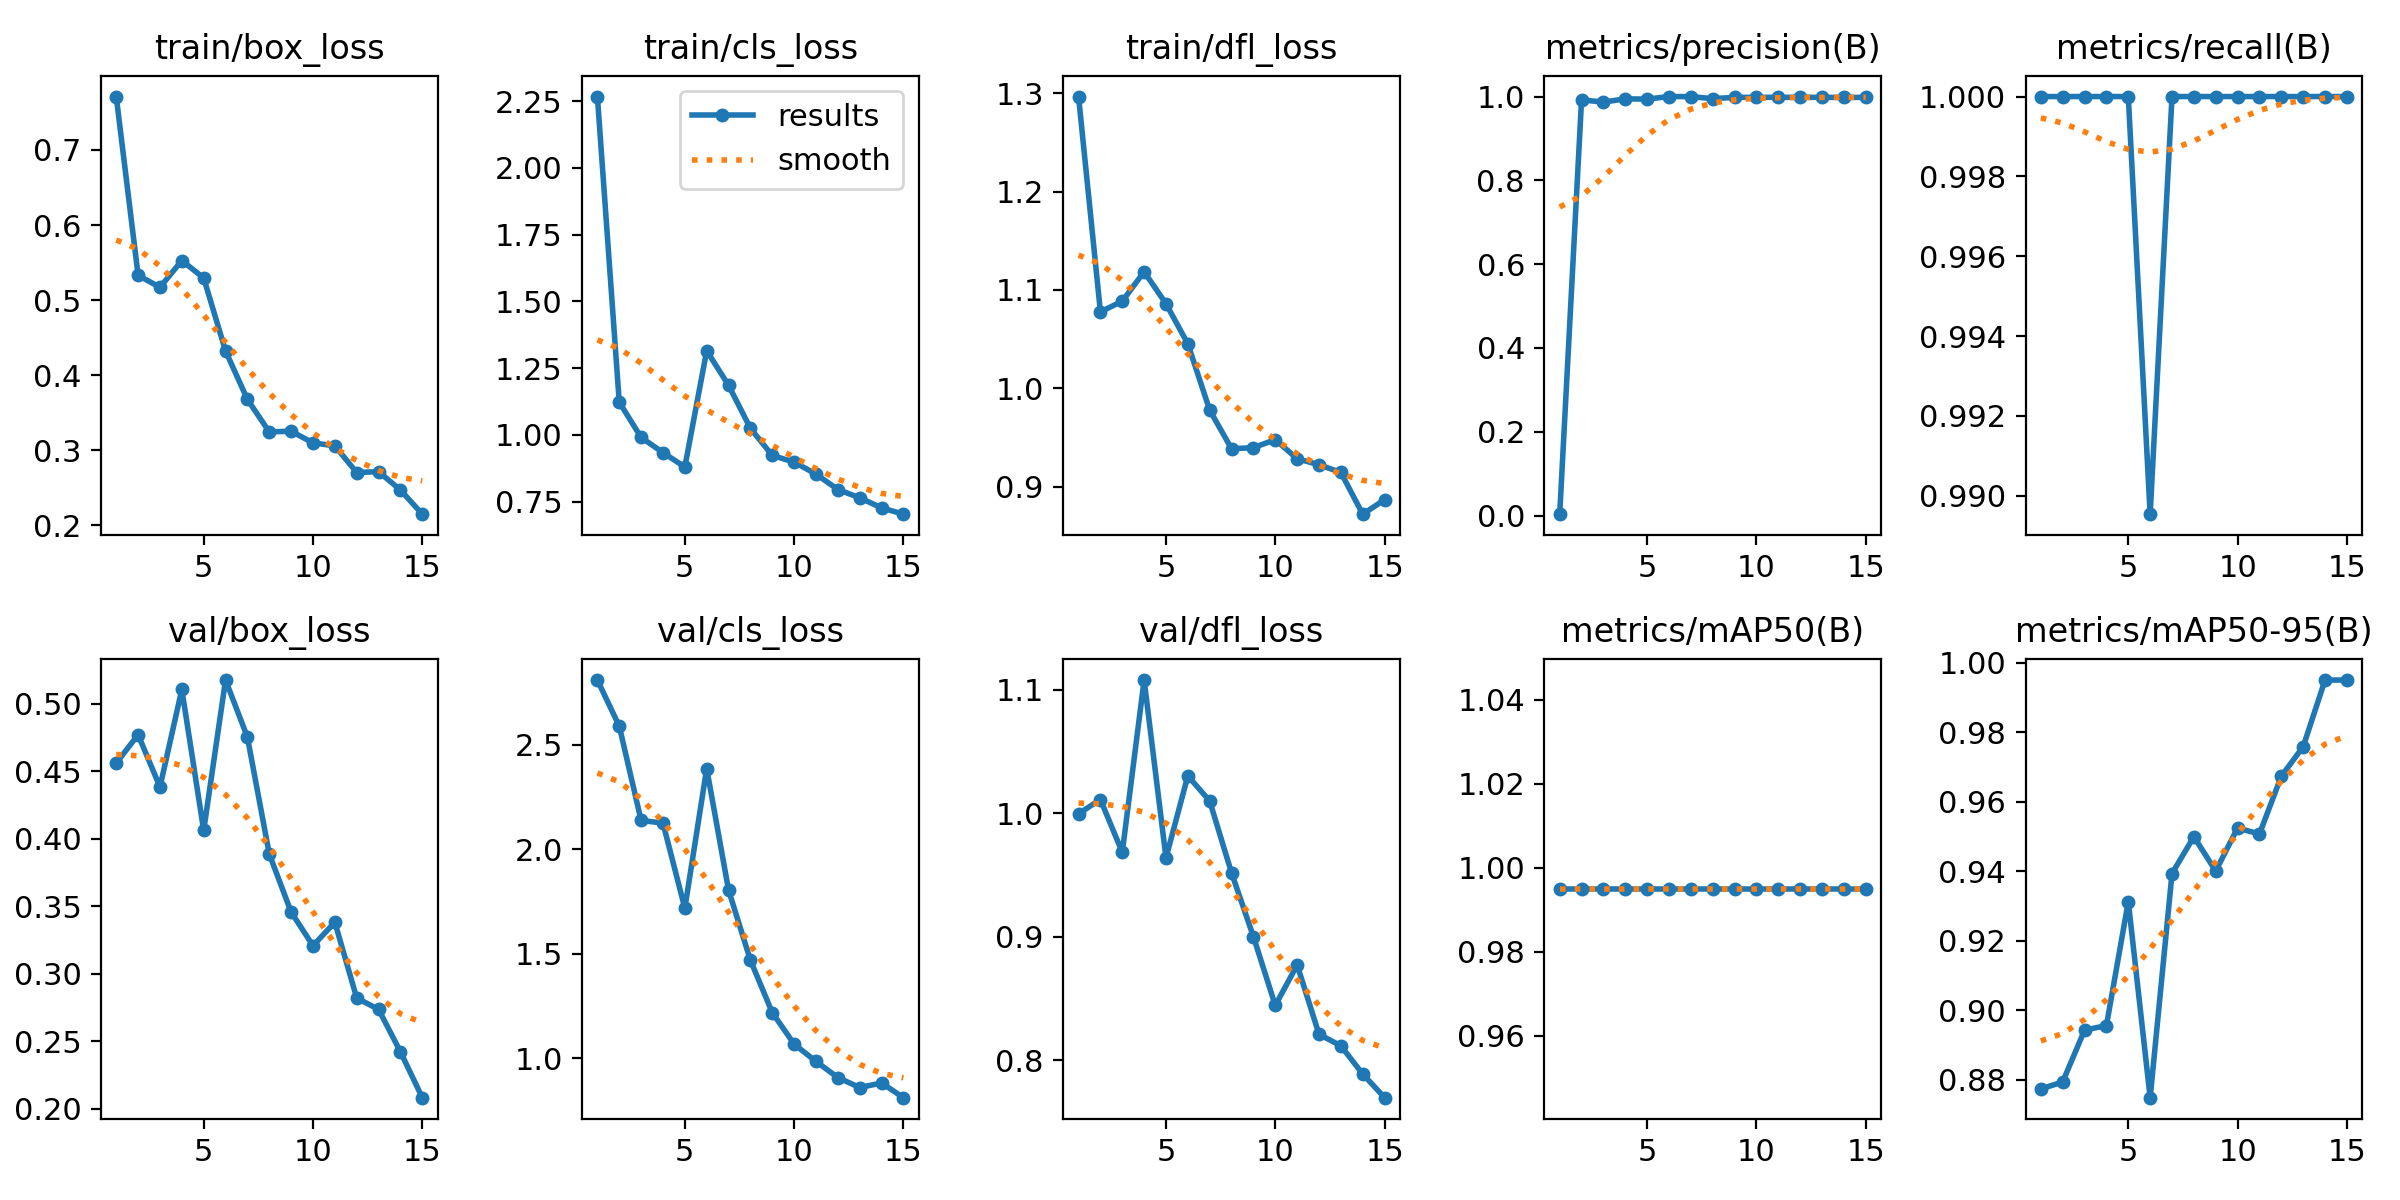 train/box_loss
0.7
0.6
0.5
0.4
0.3
0.2
5 10 15
train/cls_loss
results
smooth
2.25
2.00
1.75
1.50
1.25
1.00
0.75
5 10 15
train/dfl_loss
1.3
1.2
1.1
1.0
0.9
5 10 15
metrics/precision(B)
1.0
0.8
0.6
0.4
0.2
0.0
5 10 15
metrics/recall(B)
1.000
0.998
0.996
0.994
0.992
0.990
5 10 15
val/box_loss
0.50
0.45
0.40
0.35
0.30
0.25
0.20
5 10 15
val/cls_loss
2.5
2.0
1.5
1.0
5 10 15
val/dfl_loss
1.1
1.0
0.9
0.8
5 10 15
metrics/mAP50(B)
1.04
1.02
1.00
0.98
0.96
5 10 15
metrics/mAP50-95(B)
1.00
0.98
0.96
0.94
0.92
0.90
0.88
5 10 15